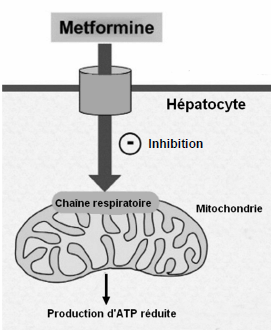 Metformine
Hépatocyte
- Inhibition
Chaîne respiratoire
Mitochondrie
Production d'ATP réduite